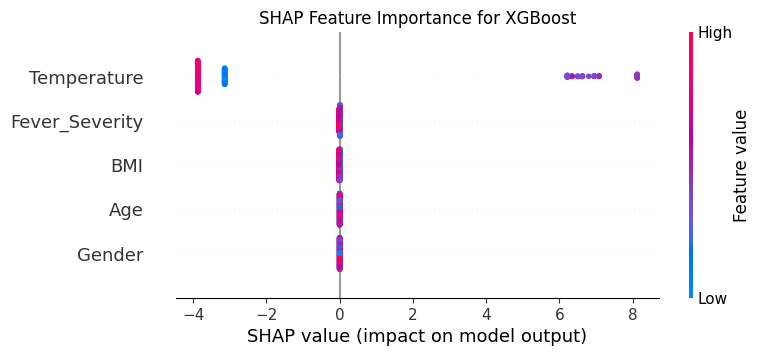 SHAP Feature Importance for XGBoost
High
Temperature
Fever_Severity
BMI
Age
Gender
Feature value
Low
−4 −2 0 2 4 6 8
SHAP value (impact on model output)